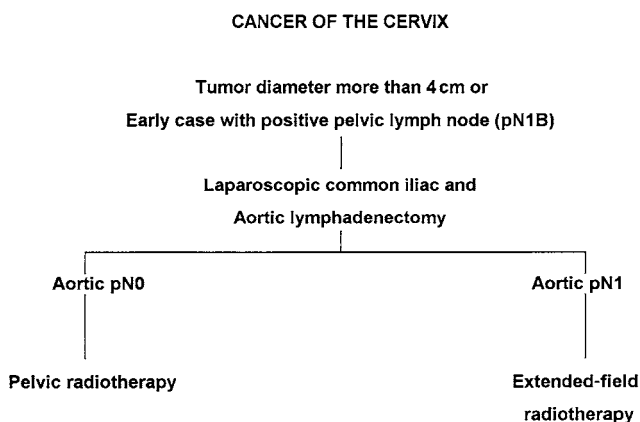 CANCER OF THE CERVIX
Tumor diameter more than 4 cm or
Early case with positive pelvic lymph node (pN1B)
Laparoscopic common iliac and
Aortic lymphadenectomy
Aortic pN0
Aortic pN1
Pelvic radiotherapy
Extended-field
radiotherapy